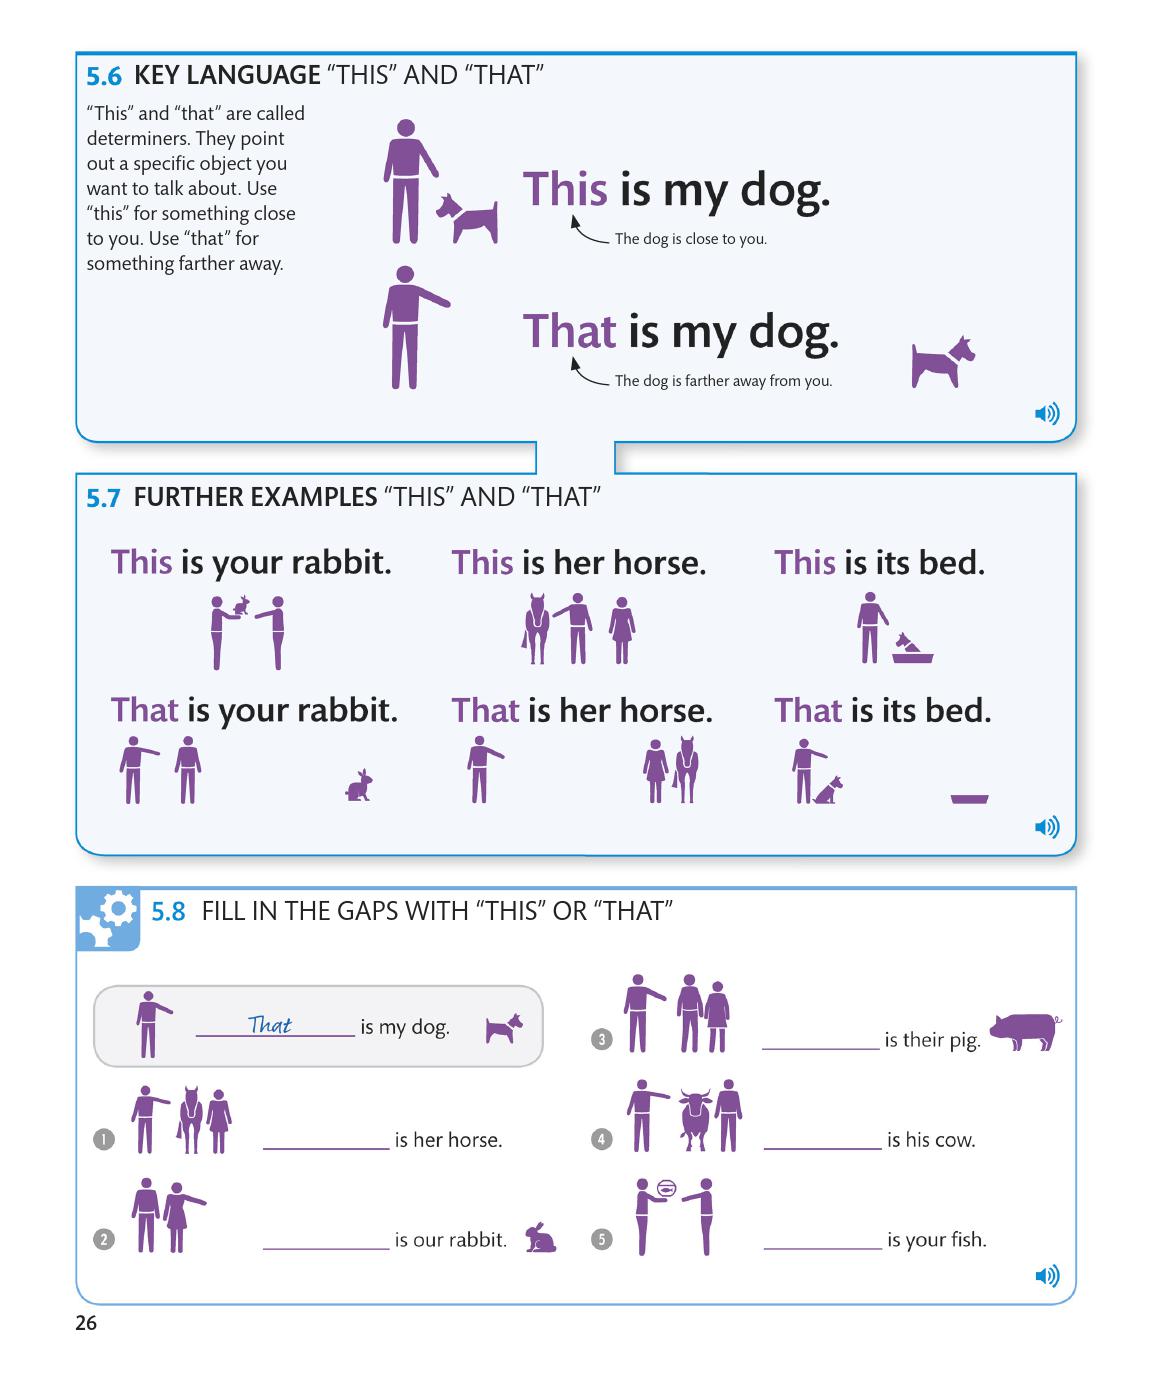 5.6 KEY LANGUAGE “THIS” AND “THAT”
“This” and “that” are called
determiners. They point
out a specific object you
want to talk about. Use
“this” for something close
to you. Use “that” for
something farther away.
This is my dog.
The dog is close to you.
That is my dog.
The dog is farther away from you.
5.7 FURTHER EXAMPLES “THIS” AND “THAT”
This is your rabbit.
This is her horse.
This is its bed.
That is your rabbit.
That is her horse.
That is its bed.
5.8 FILL IN THE GAPS WITH “THIS” OR “THAT”
That is my dog.
1 ____________ is her horse.
2 ____________ is our rabbit.
3 ____________ is their pig.
4 ____________ is his cow.
5 ____________ is your fish.
26